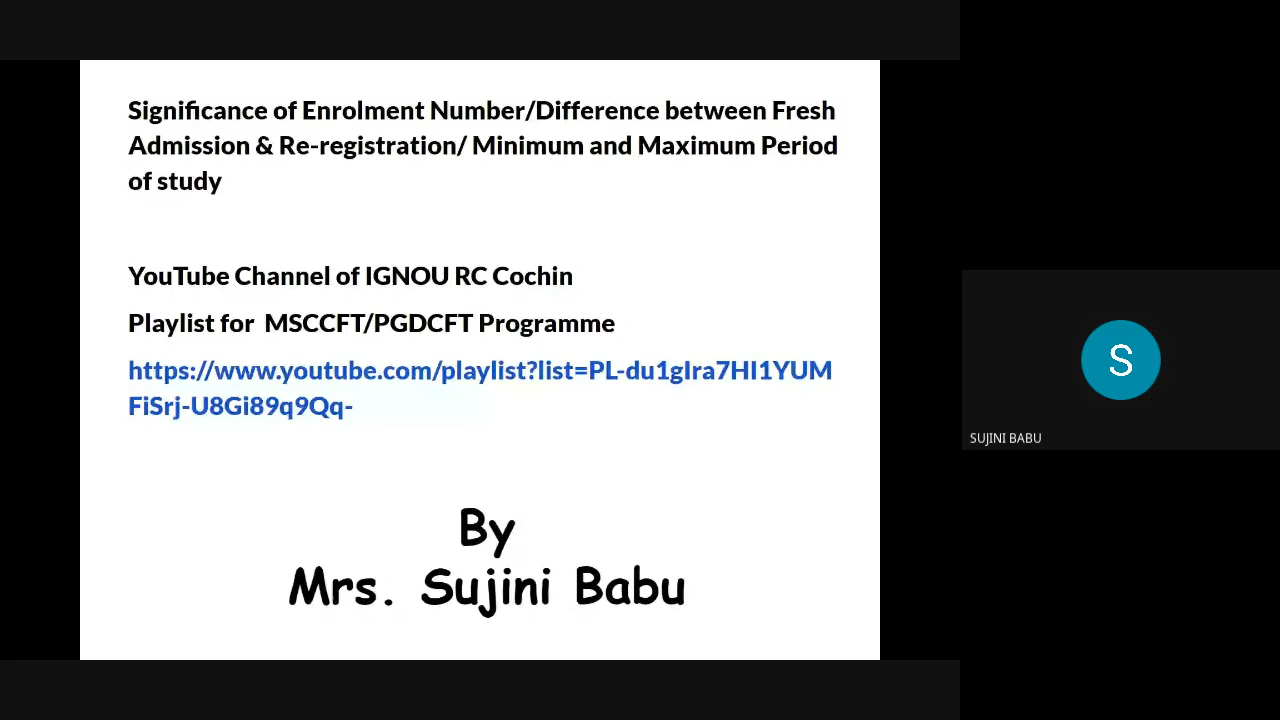 Significance of Enrolment Number/Difference between Fresh
Admission & Re-registration/ Minimum and Maximum Period
of study
YouTube Channel of IGNOU RC Cochin
Playlist for  MSCCFT/PGDCFT Programme
https://www.youtube.com/playlist?list=PL-du1gIra7HI1YUM
FiSrj-U8Gi89q9Qq-
By
Mrs. Sujini Babu
S
SUJINI BABU